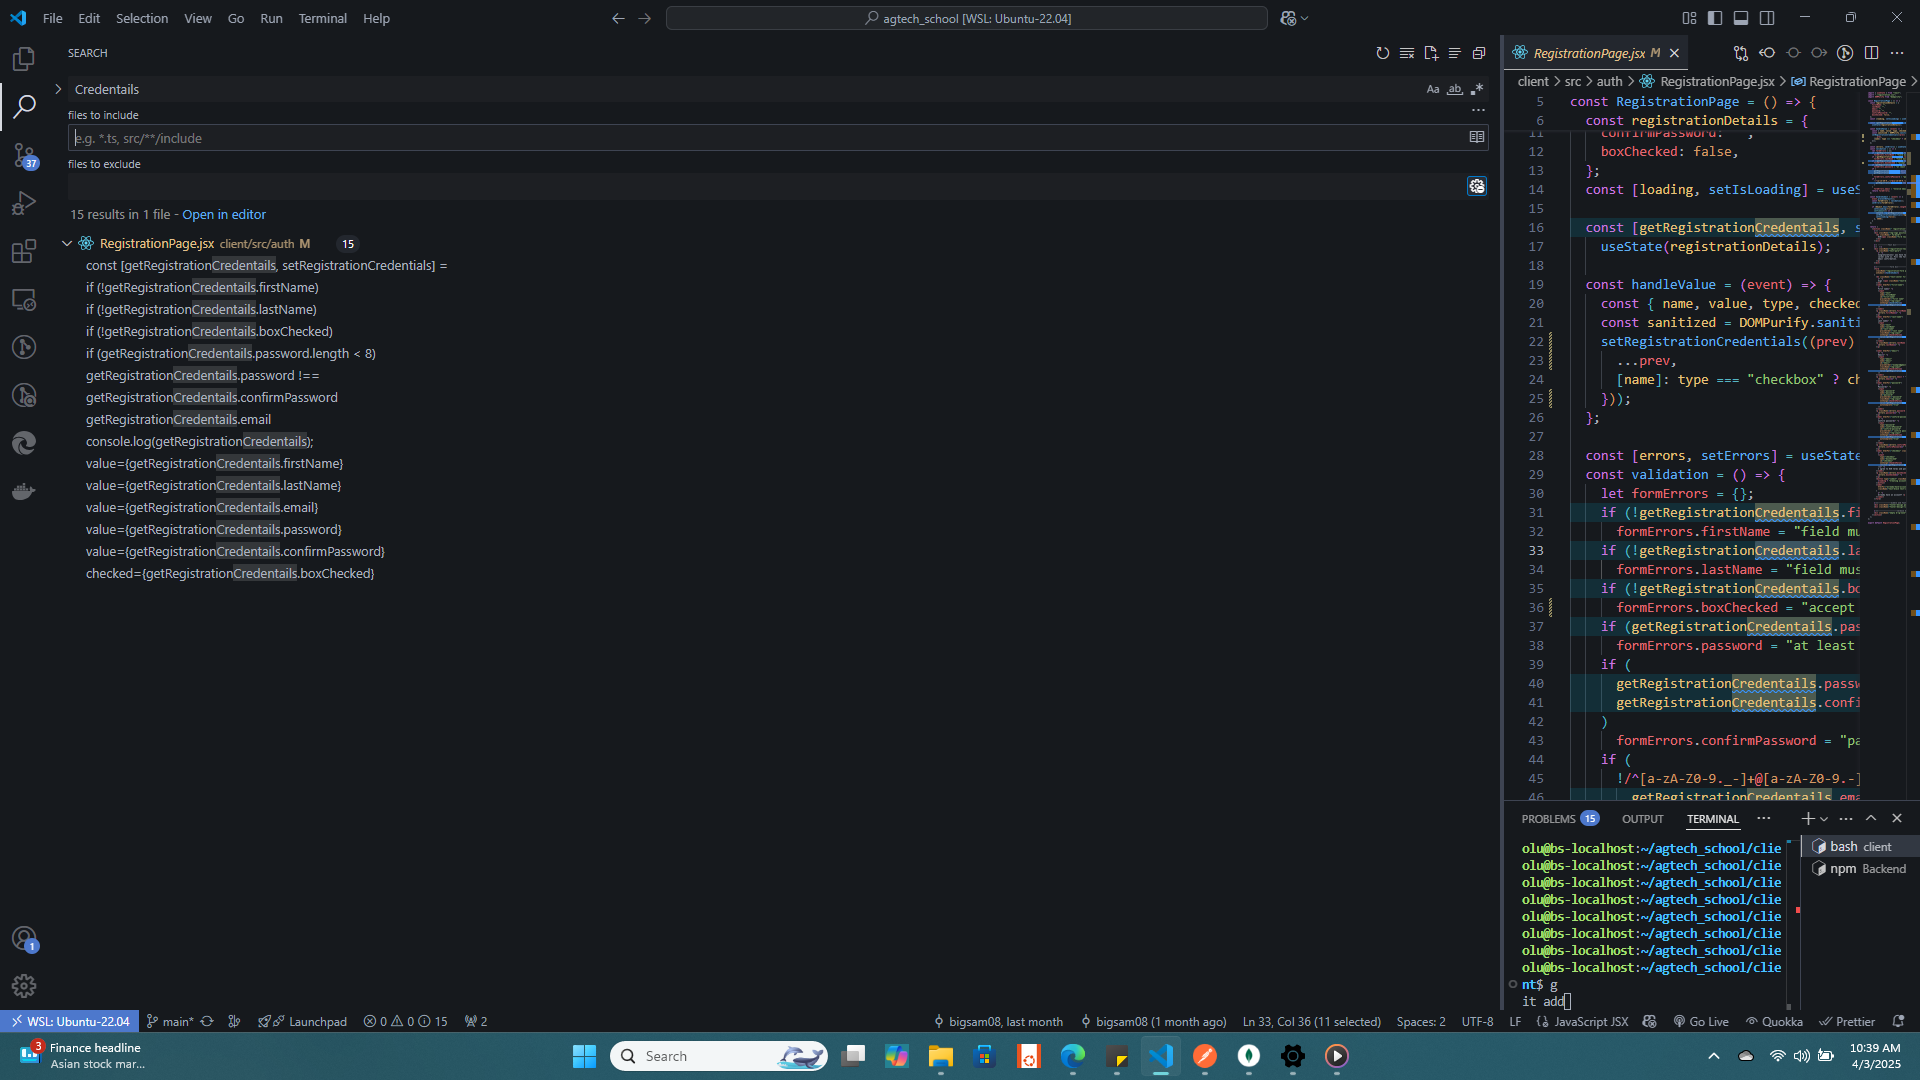 File Edit Selection View Go Run Terminal Help
agtech_school [WSL: Ubuntu-22.04]
SEARCH
Credentails
Aa ab .*
files to include
e.g. *.ts, src/**/include
files to exclude
15 results in 1 file - Open in editor
RegistrationPage.jsx client/src/auth M 15
const [getRegistrationCredentails, setRegistrationCredentials] =
if (!getRegistrationCredentails.firstName)
if (!getRegistrationCredentails.lastName)
if (!getRegistrationCredentails.boxChecked)
if (getRegistrationCredentails.password.length < 8)
getRegistrationCredentails.password !==
getRegistrationCredentails.confirmPassword
getRegistrationCredentails.email
console.log(getRegistrationCredentails);
value={getRegistrationCredentails.firstName}
value={getRegistrationCredentails.lastName}
value={getRegistrationCredentails.email}
value={getRegistrationCredentails.password}
value={getRegistrationCredentails.confirmPassword}
checked={getRegistrationCredentails.boxChecked}
37
1
RegistrationPage.jsx M
client > src > auth > RegistrationPage.jsx > RegistrationPage >
5 const RegistrationPage = () => {
6 const registrationDetails = {
11 confirmPassword: "",
12 boxChecked: false,
13 };
14 const [loading, setIsLoading] = useS
15
16 const [getRegistrationCredentails, s
17 useState(registrationDetails);
18
19 const handleValue = (event) => {
20 const { name, value, type, checked
21 const sanitized = DOMPurify.saniti
22 setRegistrationCredentials((prev)
23 ...prev,
24 [name]: type === "checkbox" ? ch
25 }));
26 };
27
28 const [errors, setErrors] = useState
29 const validation = () => {
30 let formErrors = {};
31 if (!getRegistrationCredentails.fi
32 formErrors.firstName = "field mu
33 if (!getRegistrationCredentails.la
34 formErrors.lastName = "field mus
35 if (!getRegistrationCredentails.bo
36 formErrors.boxChecked = "accept
37 if (getRegistrationCredentails.pas
38 formErrors.password = "at least
39 if (
40 getRegistrationCredentails.passw
41 getRegistrationCredentails.confi
42 )
43 formErrors.confirmPassword = "pa
44 if (
45 !/^[a-zA-Z0-9._-]+@[a-zA-Z0-9.-]
46 getRegistrationCredentails.ema
PROBLEMS 15 OUTPUT TERMINAL
bash client
npm Backend
olu@bs-localhost:~/agtech_school/clie
olu@bs-localhost:~/agtech_school/clie
olu@bs-localhost:~/agtech_school/clie
olu@bs-localhost:~/agtech_school/clie
olu@bs-localhost:~/agtech_school/clie
olu@bs-localhost:~/agtech_school/clie
olu@bs-localhost:~/agtech_school/clie
olu@bs-localhost:~/agtech_school/clie
nt$ g
it add
WSL: Ubuntu-22.04 main* Launchpad 0 0 15 2 bigsam08, last month bigsam08 (1 month ago) Ln 33, Col 36 (11 selected) Spaces: 2 UTF-8 LF {} JavaScript JSX Go Live Quokka Prettier
3
Finance headline
Asian stock mar...
Search
10:39 AM
4/3/2025